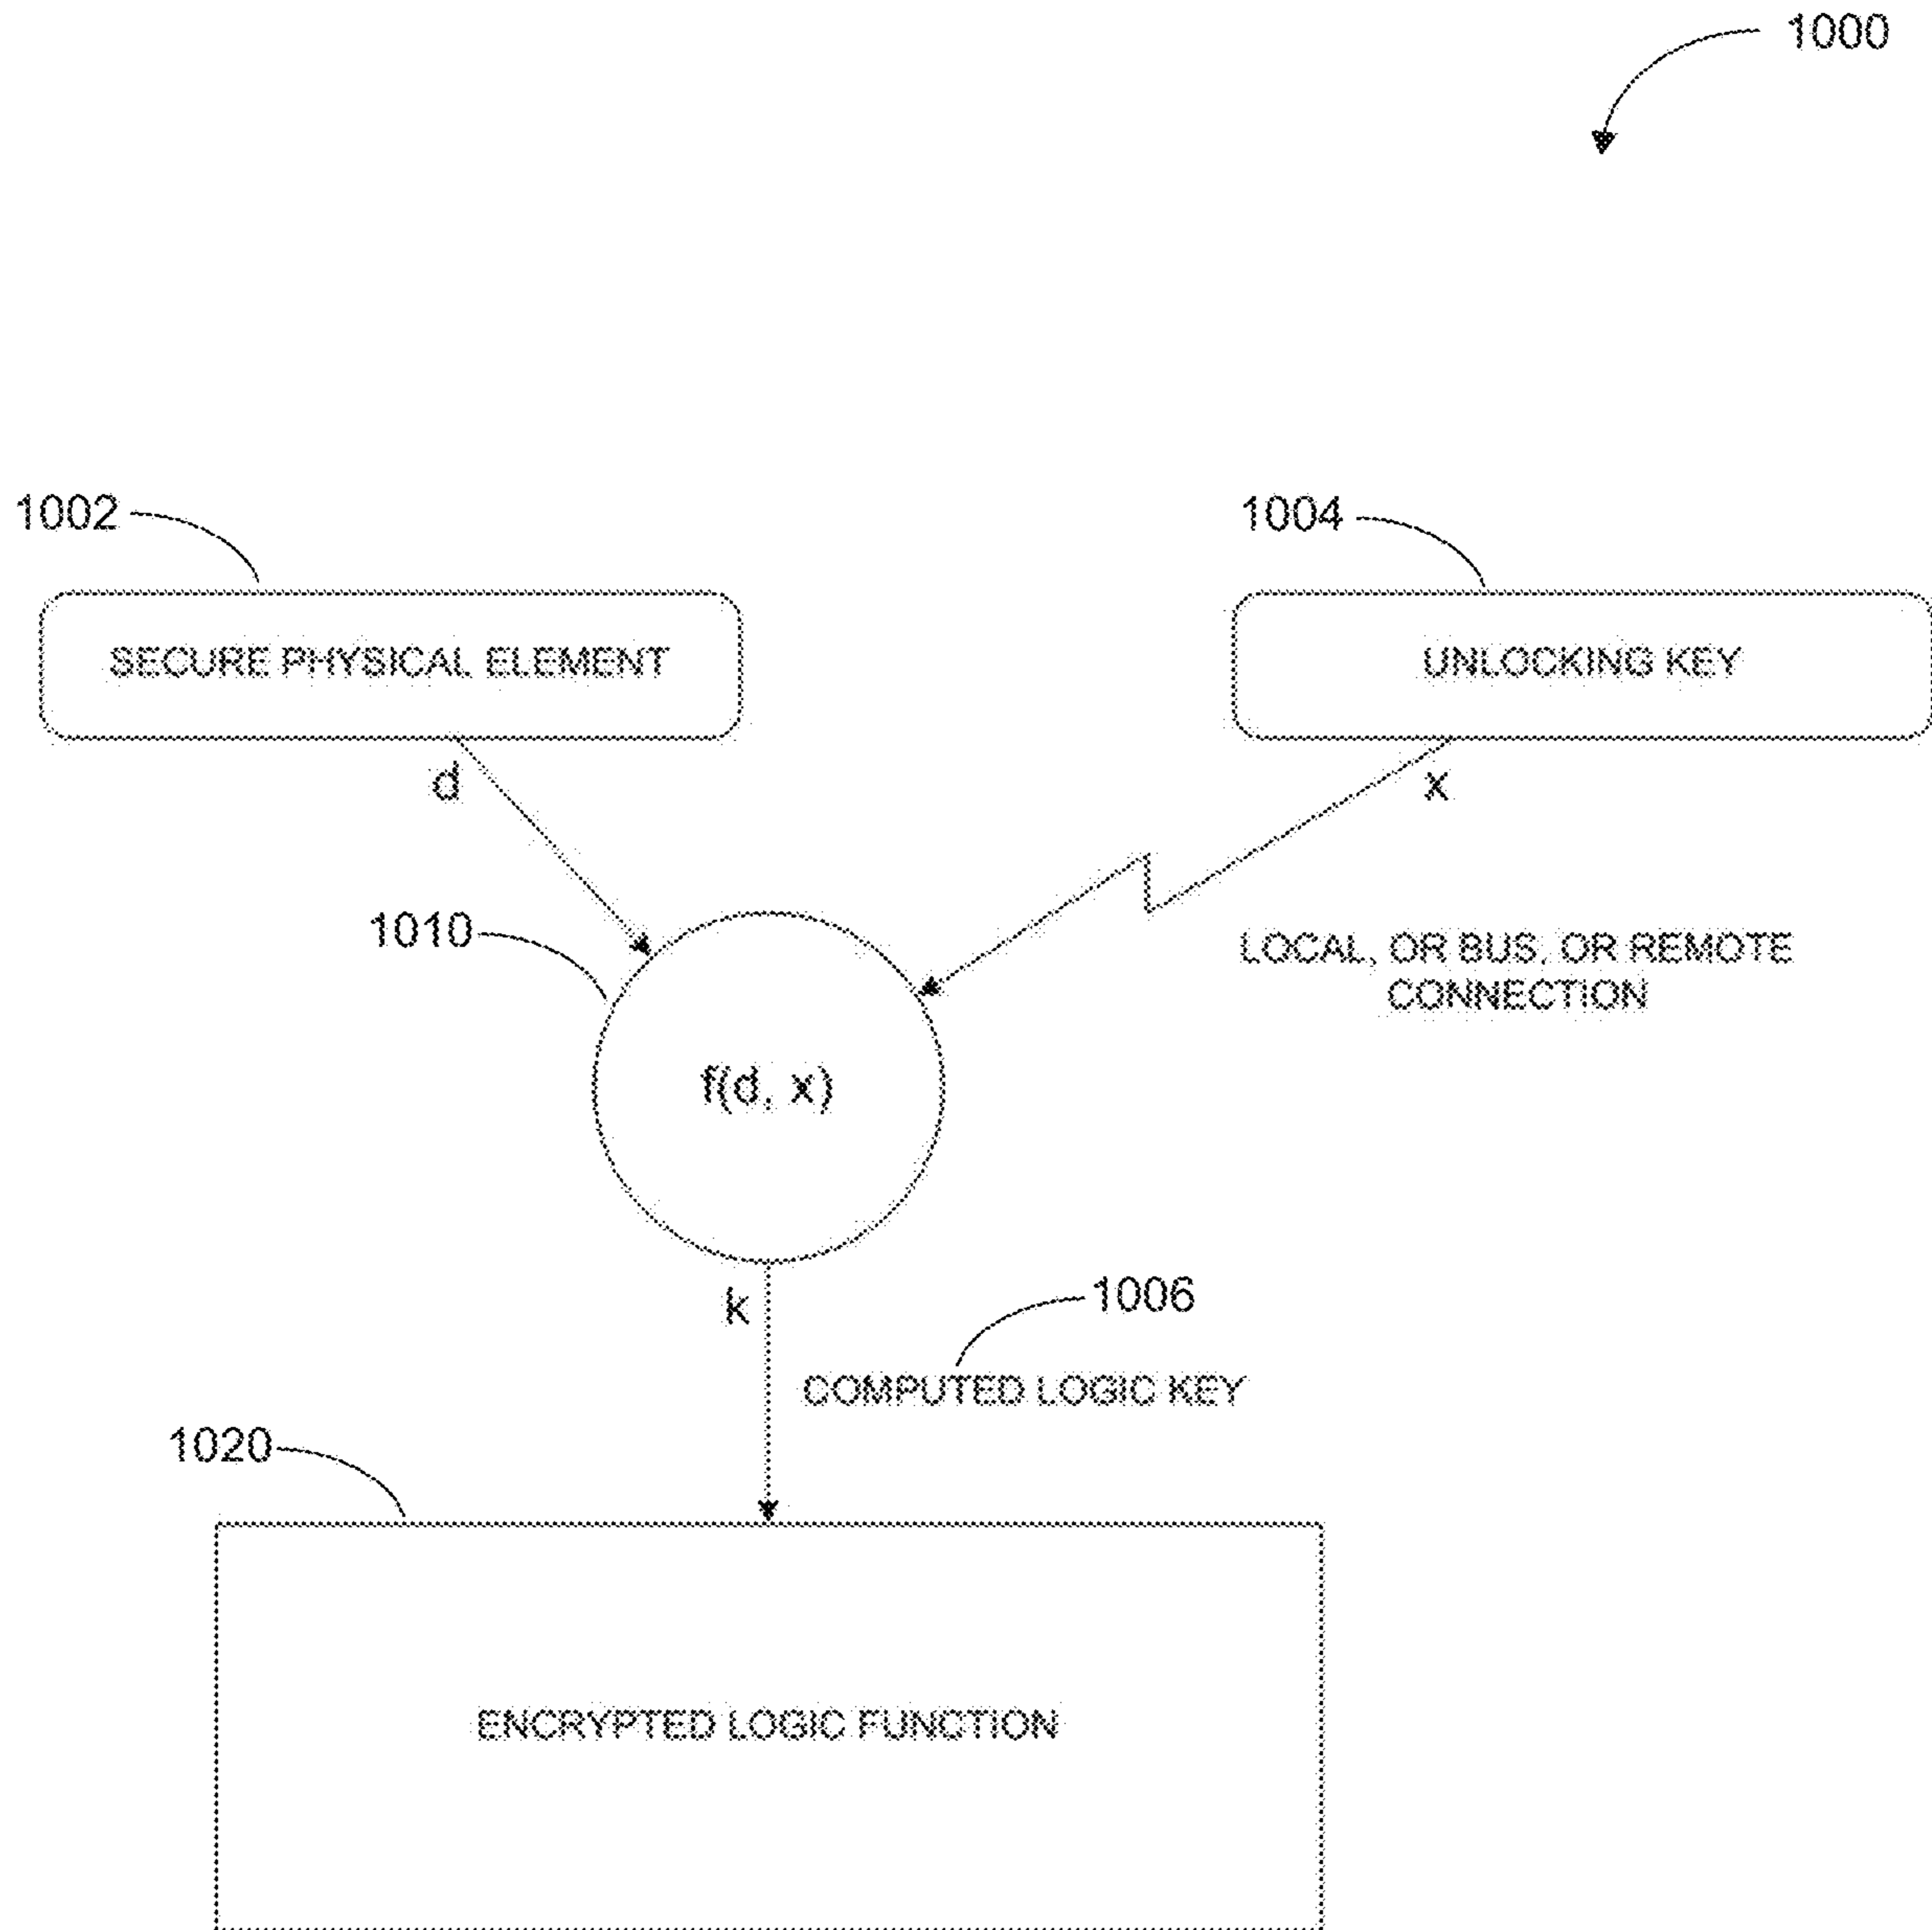 1000
1002
1004
SECURE PHYSICAL ELEMENT
UNLOCKING KEY
d
x
1010
LOCAL, OR BUS, OR REMOTE
CONNECTION
f(d, x)
k
1006
COMPUTED LOGIC KEY
1020
ENCRYPTED LOGIC FUNCTION